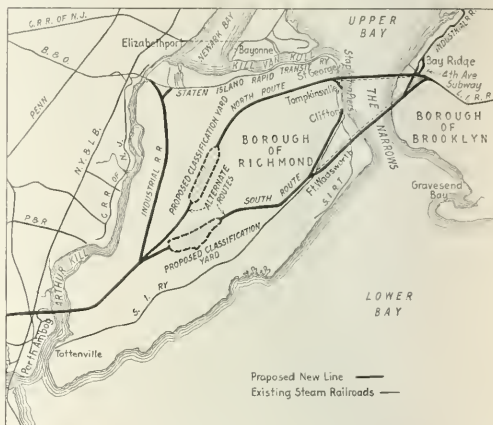 C.R.R. OF N.J.
B. & O.
Elizabethport
NEWARK BAY
Bayonne
UPPER
BAY
INDUSTRIAL R.R.
KILL VAN KULL
STATEN ISLAND RAPID TRANSIT RY
St George
Bay Ridge
4th Ave
Subway
PENN
N.Y. & L.B.
C.R.R. OF N.J.
INDUSTRIAL R.R.
PROPOSED CLASSIFICATION YARD
NORTH ROUTE
Tompkinsville
Clifton
THE NARROWS
BOROUGH
OF
BROOKLYN
BOROUGH
OF
RICHMOND
ALTERNATE
ROUTES
SOUTH ROUTE
Ft. Wadsworth
S.I.R.T.
Gravesend
Bay
P & R
PROPOSED CLASSIFICATION
YARD
ARTHUR KILL
S. I. RY
LOWER
BAY
Perth Amboy
Tottenville
Proposed New Line
Existing Steam Railroads